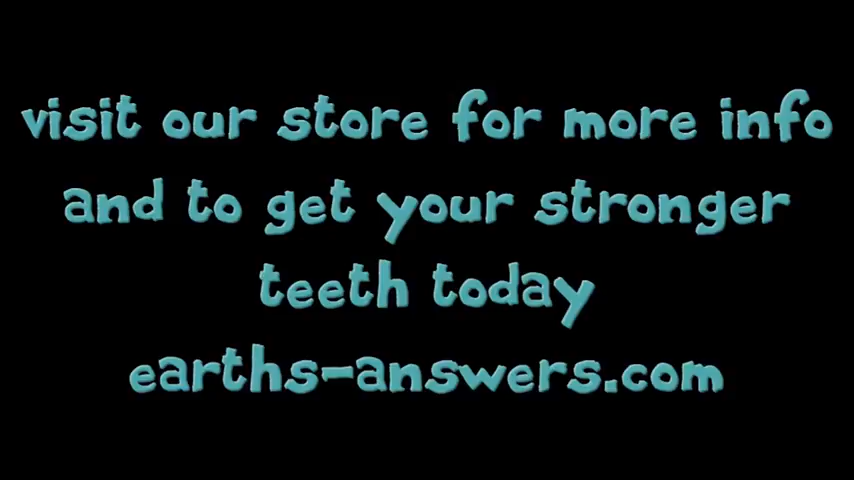 visit our store for more info
and to get your stronger
teeth today
earths-answers.com